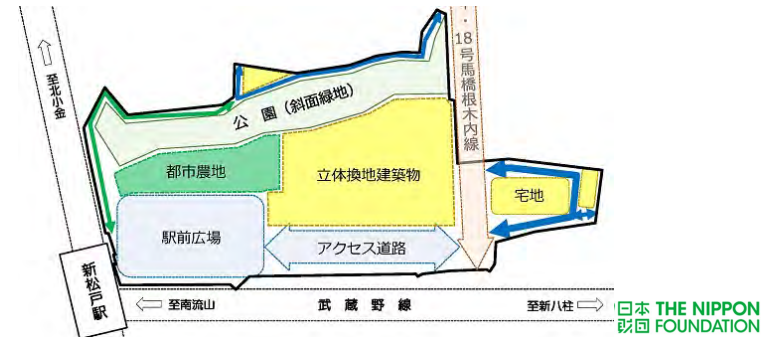 至北小金
・18号馬橋根木内線
公園（斜面緑地）
都市農地
立体換地建築物
宅地
駅前広場
アクセス道路
新松戸駅
至南流山
武蔵野線
至新八柱
日本 THE NIPPON
財団 FOUNDATION